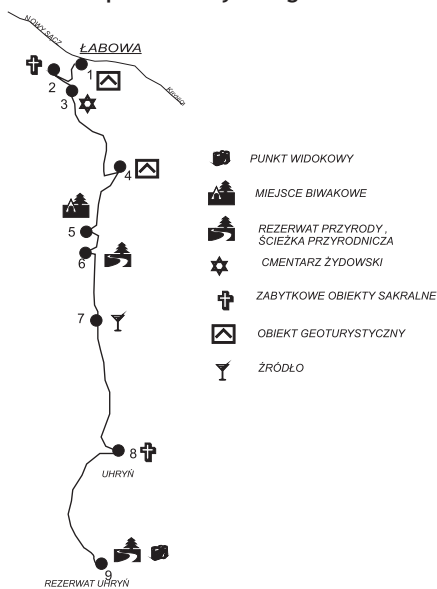 NOWY SĄCZ
ŁABOWA
Krynica
1
2
3
4
5
6
7
8
UHRYŃ
9
REZERWAT UHRYŃ
PUNKT WIDOKOWY
MIEJSCE BIWAKOWE
REZERWAT PRZYRODY ,
ŚCIEŻKA PRZYRODNICZA
CMENTARZ ŻYDOWSKI
ZABYTKOWE OBIEKTY SAKRALNE
OBIEKT GEOTURYSTYCZNY
ŹRÓDŁO